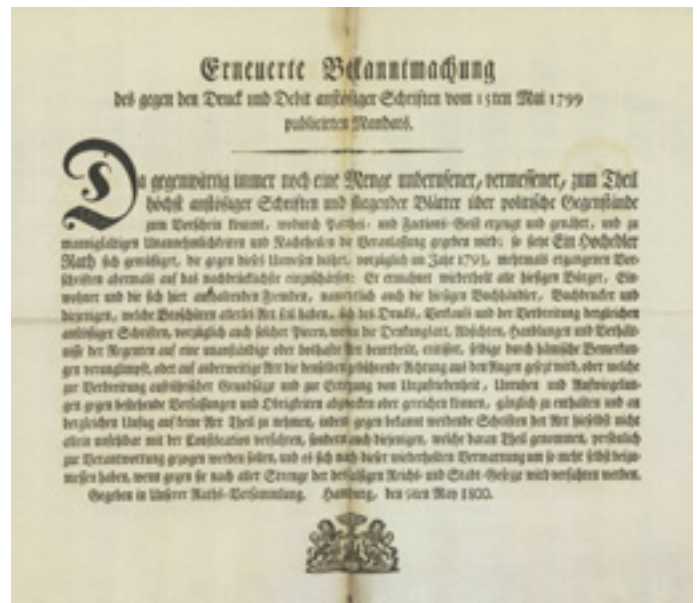 Erneuerte Bekanntmachung
des gegen den Druck und Debit anstößiger Schriften vom 15ten Mai 1799
publicirten Mandats.
Da gegenwärtig immer noch eine Menge unberufener, vermessener, zum Theil
höchst anstößiger Schriften und fliegender Blätter über politische Gegenstände
zum Vorschein kommt, wodurch Parthei- und Factions-Geist erzeugt und genährt, und zu
mannigfaltigen Unannehmlichkeiten und Nachtheilen die Veranlassung gegeben wird; so sieht Ein Hochedler
Rath sich gemüßiget, die gegen dieses Unwesen bisher, vorzüglich im Jahr 1793, mehrmals ergangenen Vor-
schriften abermals auf das nachdrücklichste einzuschärfen: Er ermahnet wiederholt alle hiesigen Bürger, Ein-
wohner und die sich hier aufhaltenden Fremden, namentlich auch die hiesigen Buchhändler, Buchdrucker und
diejenigen, welche Broschüren allerlei Art feil haben, sich des Drucks, Verkaufs und der Verbreitung dergleichen
anstößiger Schriften, vorzüglich auch solcher Piecen, worin die Denkungsart, Absichten, Handlungen und Verhält-
nisse der Regenten auf eine unanständige oder boshafte Art beurtheilt, critisirt, selbige durch hämische Bemerkun-
gen verunglimpft, oder auf anderweitige Art die denselben gebührende Achtung aus den Augen gesetzt wird, oder welche
zur Verbreitung aufrührischer Grundsätze und zur Erregung von Unzufriedenheit, Unruhen und Aufwiegelun-
gen gegen bestehende Verfassungen und Obrigkeiten abzwecken oder gereichen können, gänzlich zu enthalten und an
dergleichen Unfug auf keine Art Theil zu nehmen, indem gegen bekannt werdende Schriften der Art hieselbst nicht
allein unfehlbar mit der Confiscation verfahren, sondern auch diejenigen, welche daran Theil genommen, persönlich
zur Verantwortung gezogen werden sollen, und es sich nach dieser wiederholten Verwarnung um so mehr selbst beizu-
messen haben, wenn gegen sie nach aller Strenge der desfalsigen Reichs- und Stadt-Gesetze wird verfahren werden.
Gegeben in Unserer Raths-Versammlung. Hamburg, den 9ten May 1800.